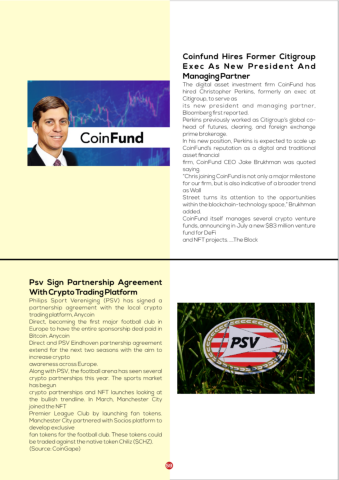 Coinfund Hires Former Citigroup
Exec As New President And
Managing Partner
The digital asset investment firm CoinFund has
hired Christopher Perkins, formerly an exec at
Citigroup, to serve as
its new president and managing partner,
Bloomberg first reported.
Perkins previously worked as Citigroup's global co-
head of futures, clearing, and foreign exchange
prime brokerage.
In his new position, Perkins is expected to scale up
CoinFund's reputation as a digital and traditional
asset financial
firm. CoinFund CEO Jake Brukhman was quoted
saying,
"Chris joining CoinFund is not only a major milestone
for our firm, but is also indicative of a broader trend
as Wall
Street turns its attention to the opportunities
within the blockchain-technology space," Brukhman
added.
CoinFund itself manages several crypto venture
funds, announcing in July a new $83 million venture
fund for DeFi
and NFT projects.....The Block
CoinFund
Psv Sign Partnership Agreement
With Crypto Trading Platform
Philips Sport Vereniging (PSV) has signed a
partnership agreement with the local crypto
trading platform, Anycoin
Direct, becoming the first major football club in
Europe to have the entire sponsorship deal paid in
Bitcoin. Anycoin
Direct and PSV Eindhoven partnership agreement
extend for the next two seasons with the aim to
increase crypto
awareness across Europe.
Along with PSV, the football arena has seen several
crypto partnerships this year. The sports market
has begun
crypto partnerships and NFT launches looking at
the bullish trendline. In March, Manchester City
joined the NFT
Premier League Club by launching fan tokens.
Manchester City partnered with Socios platform to
develop exclusive
fan tokens for the football club. These tokens could
be traded against the native token Chiliz ($CHZ).
(Source: CoinGape)
PSV